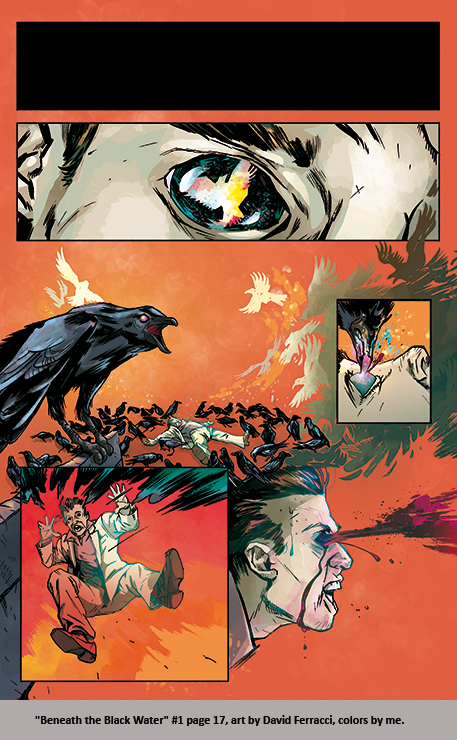 "Beneath the Black Water" #1 page 17, art by David Ferracci, colors by me.